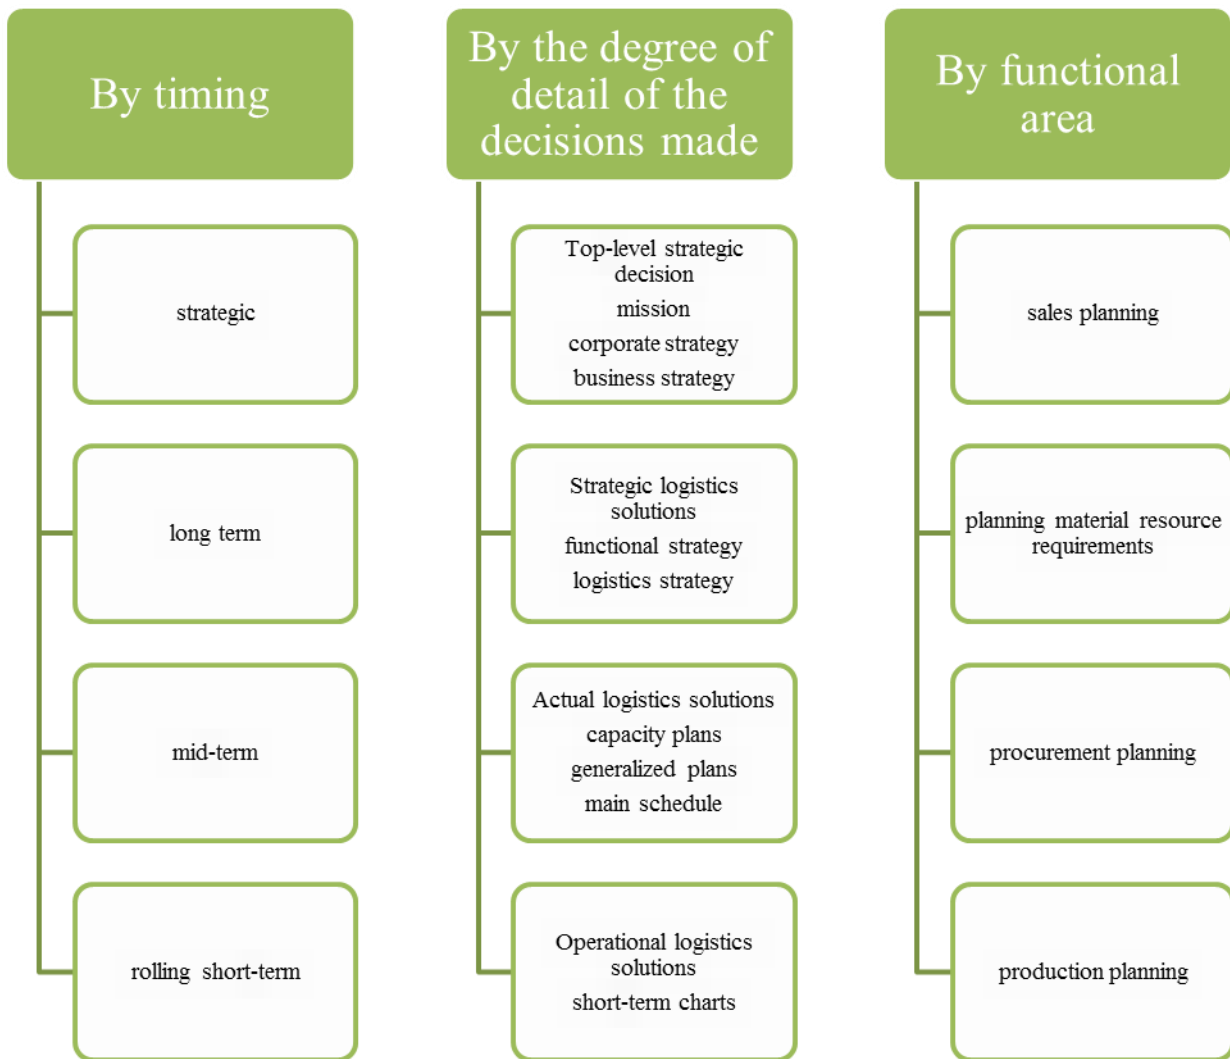 By timing
strategic
long term
mid-term
rolling short-term
By the degree of
detail of the
decisions made
Top-level strategic
decision
mission
corporate strategy
business strategy
Strategic logistics
solutions
functional strategy
logistics strategy
Actual logistics solutions
capacity plans
generalized plans
main schedule
Operational logistics
solutions
short-term charts
By functional
area
sales planning
planning material resource
requirements
procurement planning
production planning